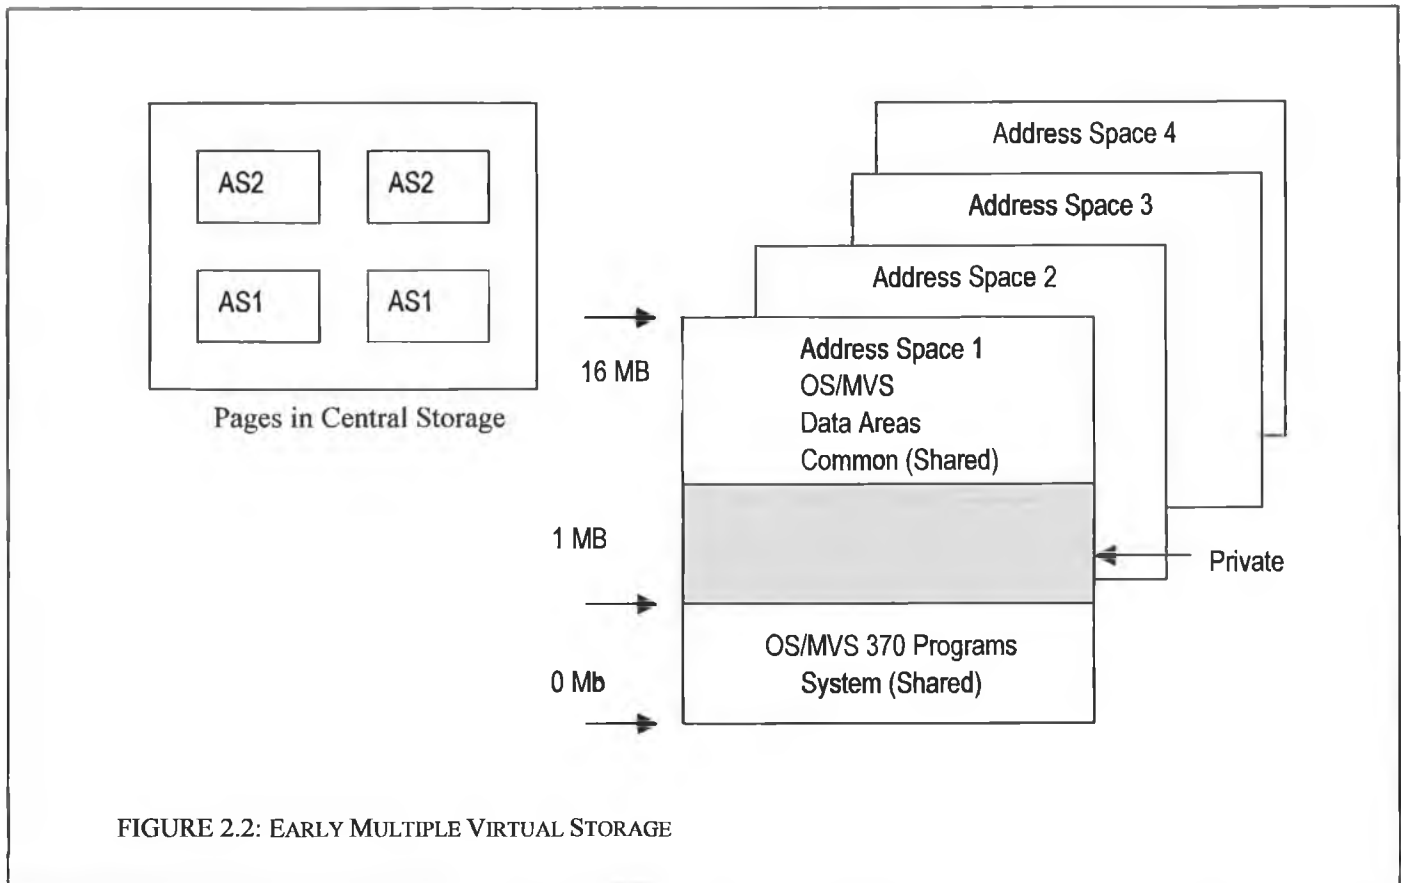 AS2
AS2
AS1
AS1
Pages in Central Storage
Address Space 4
Address Space 3
Address Space 2
Address Space 1
OS/MVS
Data Areas
Common (Shared)
16 MB
1 MB
Private
OS/MVS 370 Programs
System (Shared)
0 Mb
FIGURE 2.2: EARLY MULTIPLE VIRTUAL STORAGE